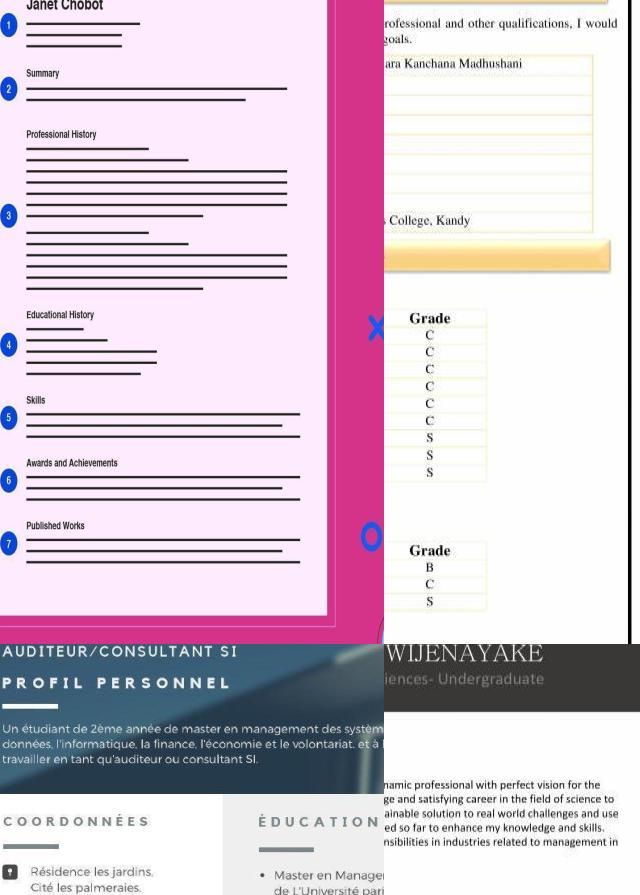 Janet Chobot
1
Summary
2
Professional History
3
Educational History
4
Skills
5
Awards and Achievements
6
Published Works
7
X
O
rofessional and other qualifications, I would
goals.
ara Kanchana Madhushani
College, Kandy
Grade
C
C
C
C
C
C
S
S
S
Grade
B
C
S
AUDITEUR/CONSULTANT SI
PROFIL PERSONNEL
Un étudiant de 2ème année de master en management des systèm
données, l'informatique, la finance, l'économie et le volontariat. et à
travailler en tant qu'auditeur ou consultant SI.
COORDONNÉES
Résidence les jardins.
Cité les palmeraies.
ÉDUCATION
• Master en Manage
de L'Université pari
WIJENAYAKE
iences- Undergraduate
namic professional with perfect vision for the
ge and satisfying career in the field of science to
ainable solution to real world challenges and use
ed so far to enhance my knowledge and skills.
nsibilities in industries related to management in